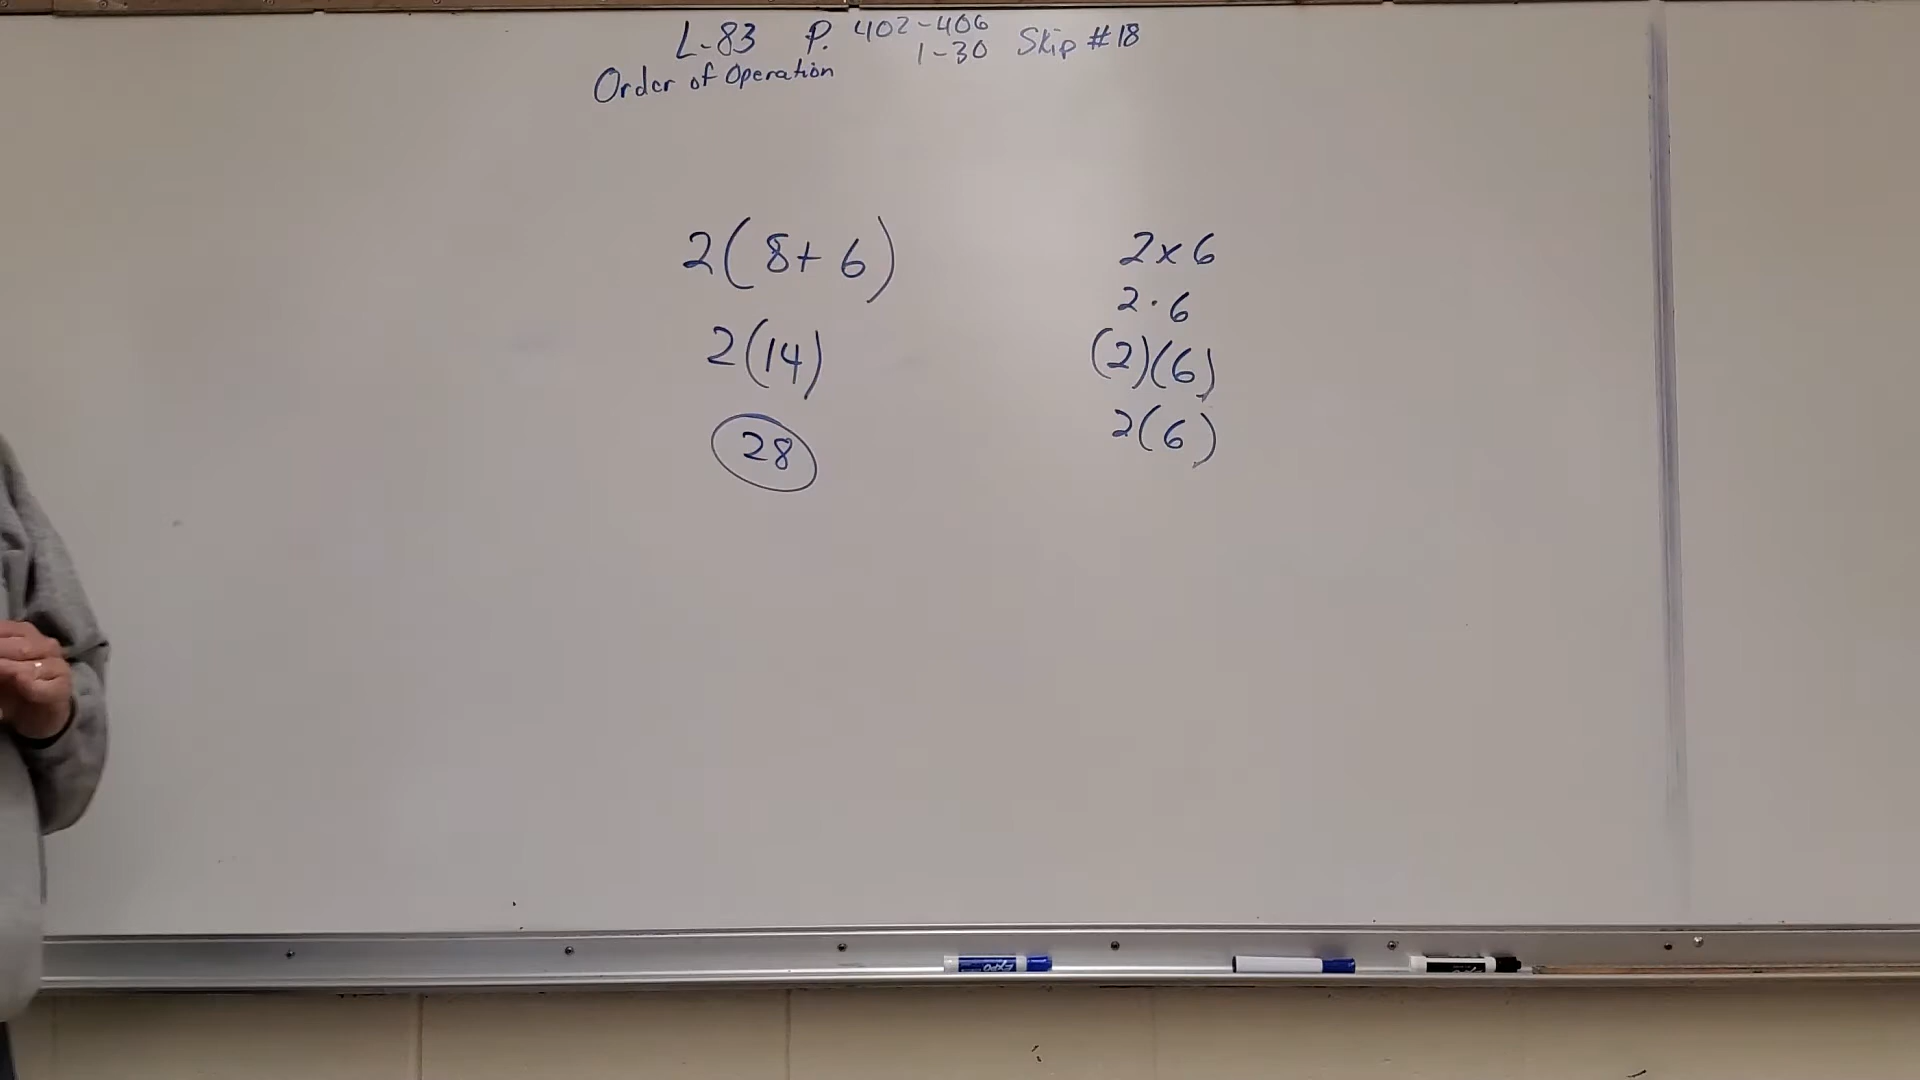 L-83 P. 402-406
1-30 Skip #18
Order of Operation
2(8+ 6)
2(14)
28
2x6
2·6
(2)(6)
2(6)
EXPO